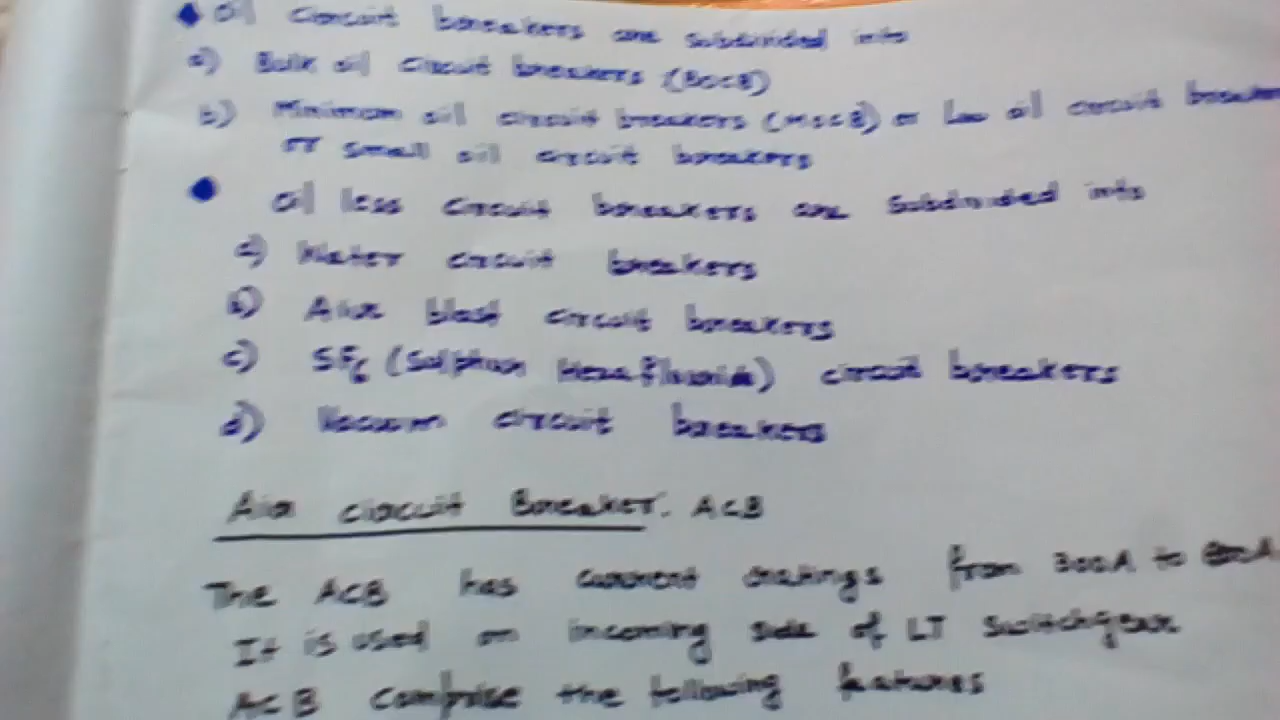 Oil circuit breakers are subdivided into
a) Bulk oil circuit breakers (BOCB)
b) Minimum oil circuit breakers (MOCB) or Low oil circuit breaker
or small oil circuit breakers
Oil less circuit breakers are subdivided into
a) Water circuit breakers
b) Air blast circuit breakers
c) SF6 (Sulphur Hexafluoride) circuit breakers
d) Vacuum circuit breakers
Air circuit Breaker. ACB
The ACB has current ratings from 300A to
It is used on incoming side of LT switchgear
ACB comprise the following features